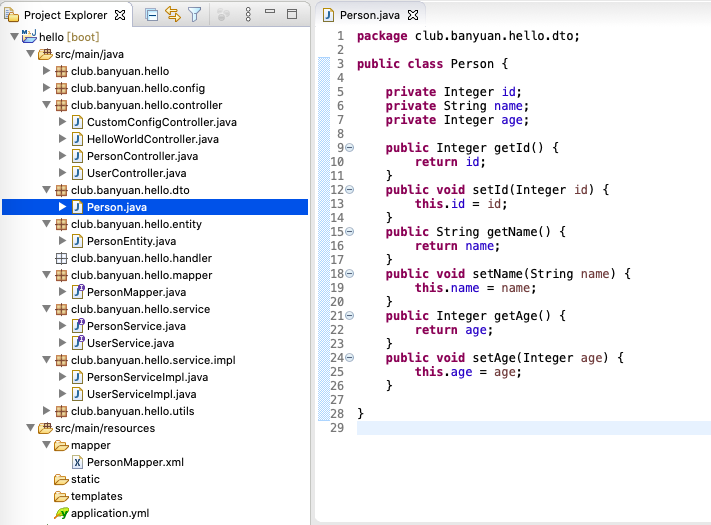 Project Explorer
hello [boot]
src/main/java
club.banyuan.hello
club.banyuan.hello.config
club.banyuan.hello.controller
CustomConfigController.java
HelloWorldController.java
PersonController.java
UserController.java
club.banyuan.hello.dto
Person.java
club.banyuan.hello.entity
PersonEntity.java
club.banyuan.hello.handler
club.banyuan.hello.mapper
PersonMapper.java
club.banyuan.hello.service
PersonService.java
UserService.java
club.banyuan.hello.service.impl
PersonServiceImpl.java
UserServiceImpl.java
club.banyuan.hello.utils
src/main/resources
mapper
PersonMapper.xml
static
templates
application.yml
Person.java
1 package club.banyuan.hello.dto;
2
3 public class Person {
4
5     private Integer id;
6     private String name;
7     private Integer age;
8
9     public Integer getId() {
10         return id;
11     }
12     public void setId(Integer id) {
13         this.id = id;
14     }
15     public String getName() {
16         return name;
17     }
18     public void setName(String name) {
19         this.name = name;
20     }
21     public Integer getAge() {
22         return age;
23     }
24     public void setAge(Integer age) {
25         this.age = age;
26     }
27
28 }
29